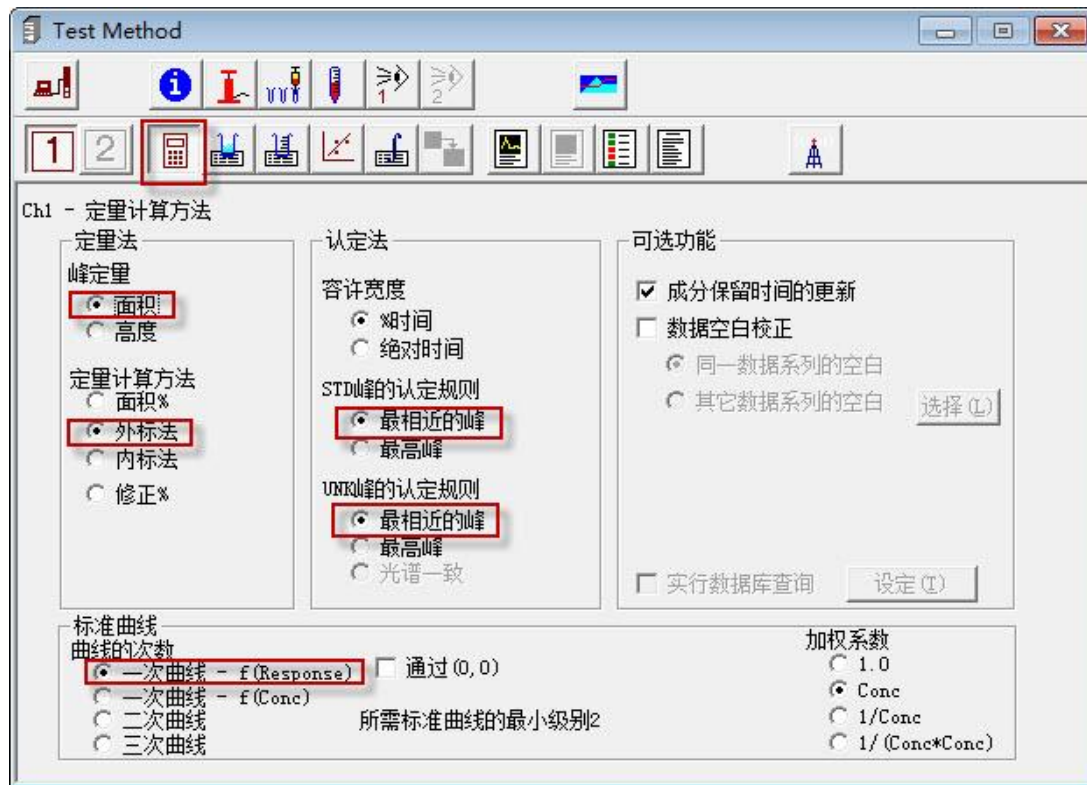 Test Method
1 2
1 2
Ch1 - 定量计算方法
定量法
峰定量
面积
高度
定量计算方法
面积%
外标法
内标法
修正%
认定法
容许宽度
%时间
绝对时间
STD峰的认定规则
最相近的峰
最高峰
UNK峰的认定规则
最相近的峰
最高峰
光谱一致
可选功能
成分保留时间的更新
数据空白校正
同一数据系列的空白
其它数据系列的空白
选择(L)
实行数据库查询
设定(T)
标准曲线
曲线的次数
一次曲线 - f(Response)
通过(0,0)
一次曲线 - f(Conc)
二次曲线
所需标准曲线的最小级别2
三次曲线
加权系数
1.0
Conc
1/Conc
1/(Conc*Conc)